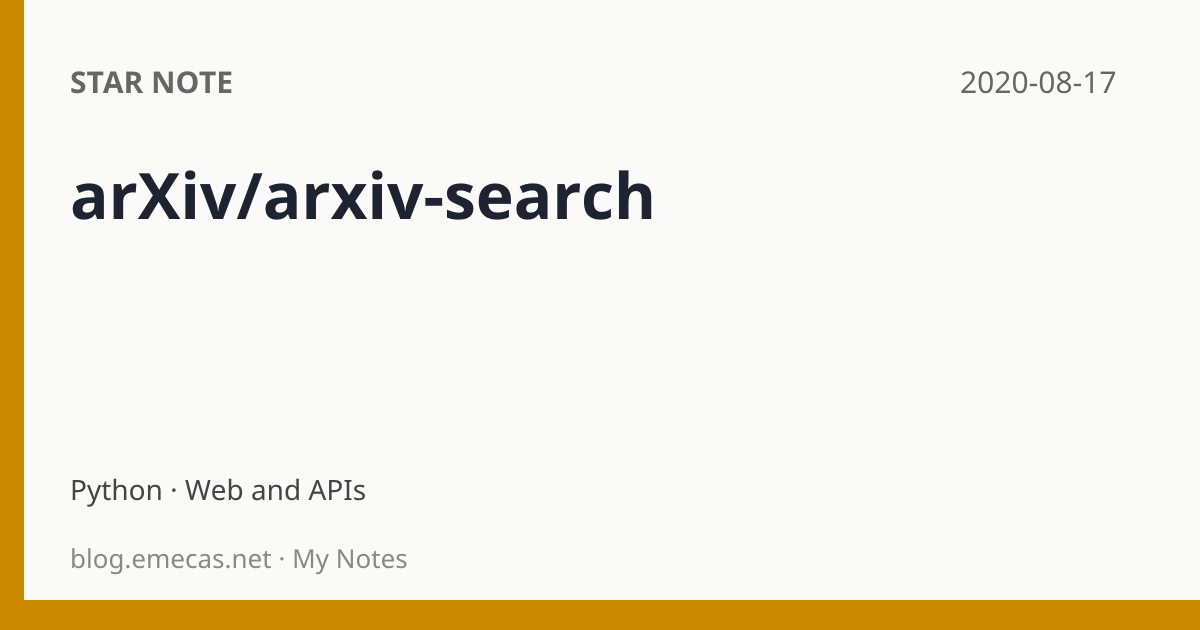 STAR NOTE
2020-08-17
arXiv/arxiv-search
Python · Web and APIs
blog.emecas.net · My Notes